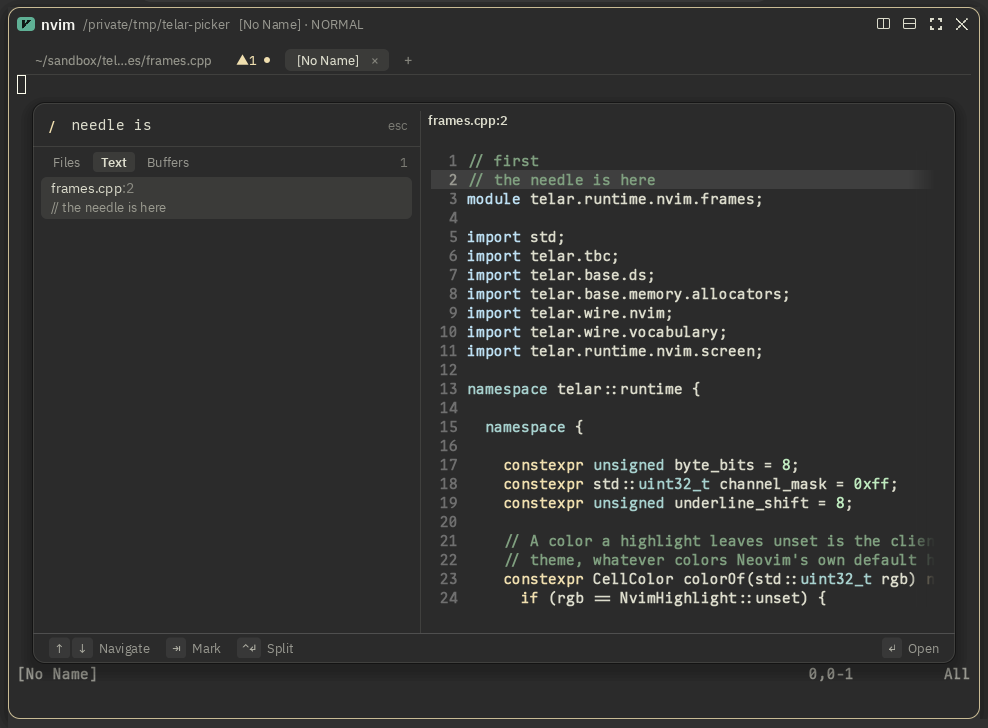 nvim /private/tmp/telar-picker [No Name] · NORMAL
~/sandbox/tel...es/frames.cpp ▲1 ● [No Name] × +
/ needle is esc
Files Text Buffers 1
frames.cpp:2
// the needle is here
frames.cpp:2
1 // first
2 // the needle is here
3 module telar.runtime.nvim.frames;
4
5 import std;
6 import telar.tbc;
7 import telar.base.ds;
8 import telar.base.memory.allocators;
9 import telar.wire.nvim;
10 import telar.wire.vocabulary;
11 import telar.runtime.nvim.screen;
12
13 namespace telar::runtime {
14
15 namespace {
16
17 constexpr unsigned byte_bits = 8;
18 constexpr std::uint32_t channel_mask = 0xff;
19 constexpr unsigned underline_shift = 8;
20
21 // A color a highlight leaves unset is the clien
22 // theme, whatever colors Neovim's own default h
23 constexpr CellColor colorOf(std::uint32_t rgb) n
24 if (rgb == NvimHighlight::unset) {
↑ ↓ Navigate ⇥ Mark ^↵ Split ↵ Open
[No Name] 0,0-1 All